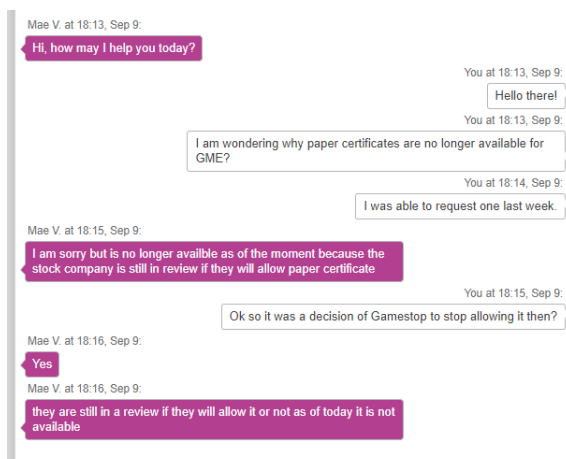 Mae V. at 18:13, Sep 9:
Hi, how may I help you today?
You at 18:13, Sep 9:
Hello there!
You at 18:13, Sep 9:
I am wondering why paper certificates are no longer available for
GME?
You at 18:14, Sep 9:
I was able to request one last week.
Mae V. at 18:15, Sep 9:
I am sorry but is no longer availble as of the moment because the
stock company is still in review if they will allow paper certificate
You at 18:15, Sep 9:
Ok so it was a decision of Gamestop to stop allowing it then?
Mae V. at 18:16, Sep 9:
Yes
Mae V. at 18:16, Sep 9:
they are still in a review if they will allow it or not as of today it is not
available